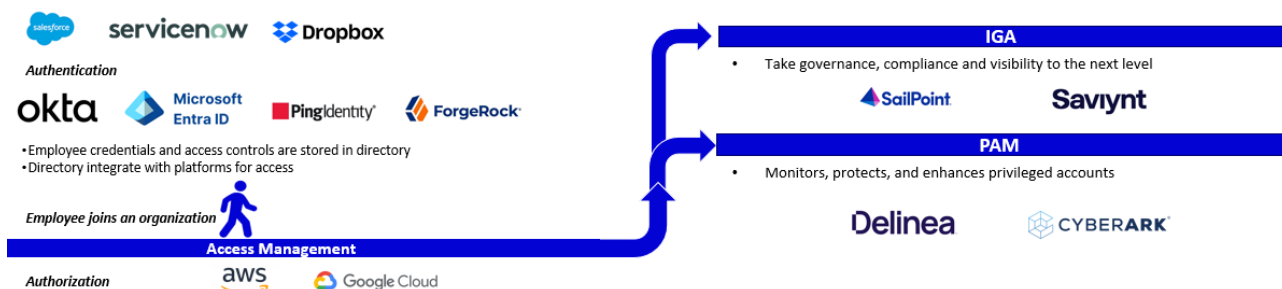 salesforce servicenow Dropbox
Authentication
okta Microsoft Entra ID PingIdentity® ForgeRock®
•Employee credentials and access controls are stored in directory
•Directory integrate with platforms for access
Employee joins an organization
Access Management
Authorization
aws Google Cloud
IGA
• Take governance, compliance and visibility to the next level
SailPoint Saviynt
PAM
• Monitors, protects, and enhances privileged accounts
Delinea CYBERARK®